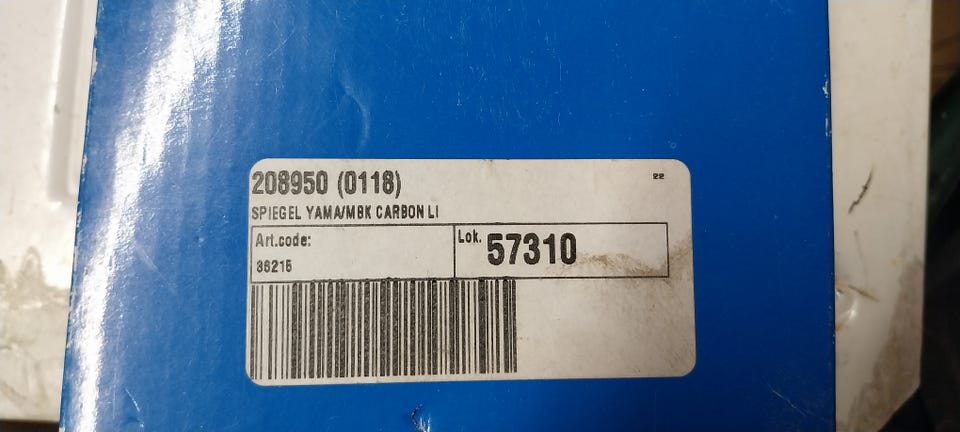 208950 (0118)
22
SPIEGEL YAMA/MBK CARBON LI
Art.code:
36215
Lok. 57310